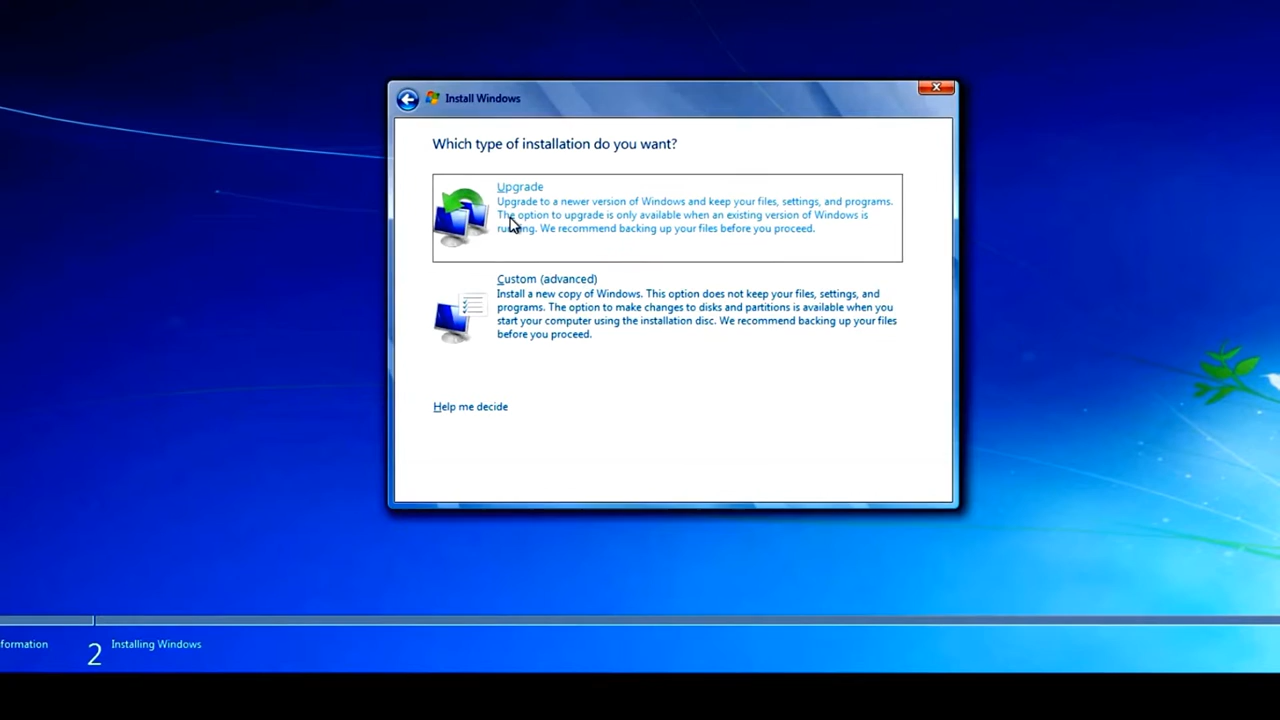 Install Windows
Which type of installation do you want?
Upgrade
Upgrade to a newer version of Windows and keep your files, settings, and programs.
The option to upgrade is only available when an existing version of Windows is
running. We recommend backing up your files before you proceed.
Custom (advanced)
Install a new copy of Windows. This option does not keep your files, settings, and
programs. The option to make changes to disks and partitions is available when you
start your computer using the installation disc. We recommend backing up your files
before you proceed.
Help me decide
nformation
2 Installing Windows